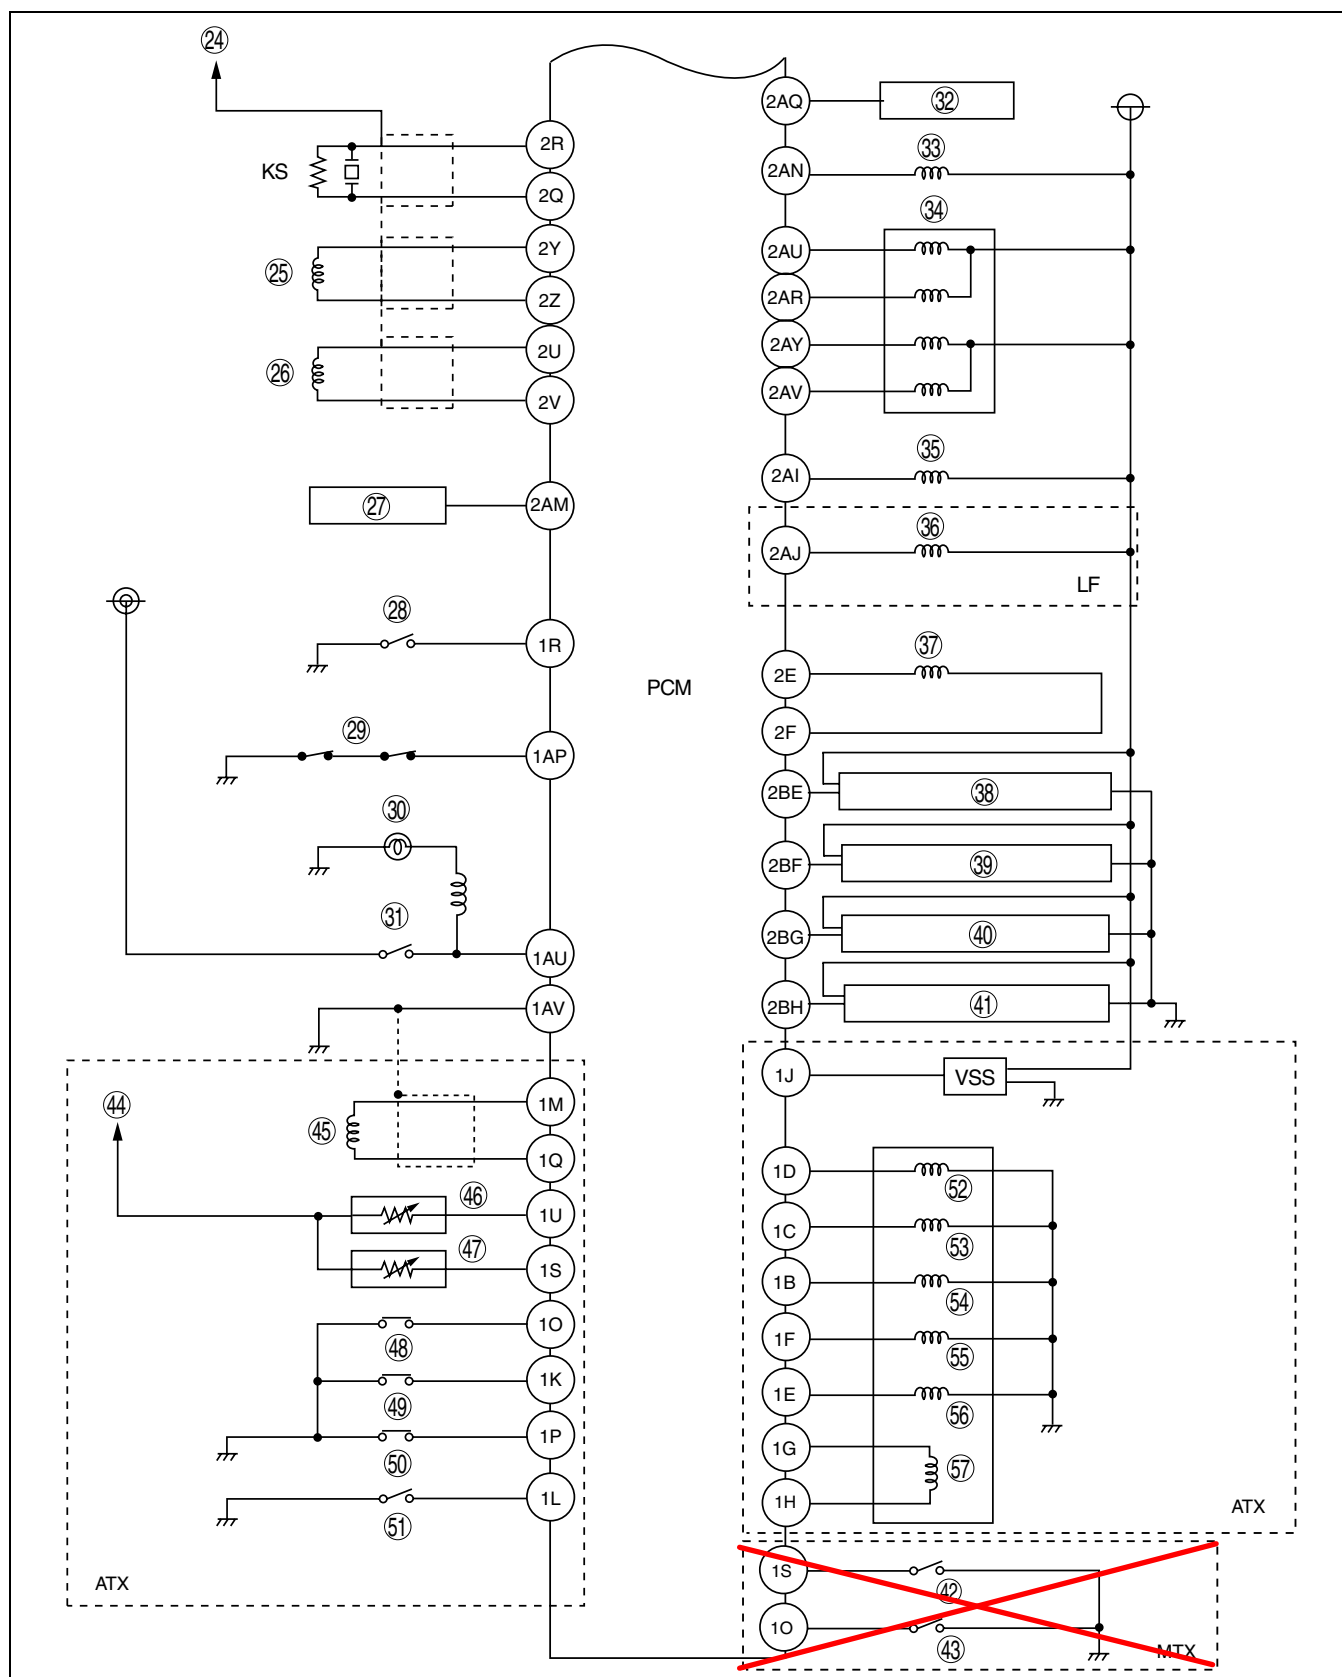 24
2AQ
32
2R
KS
2Q
33
2AN
34
2Y
25
2Z
2AU
2AR
2U
26
2V
2AY
2AV
35
2AI
27
2AM
36
2AJ
LF
28
1R
37
2E
PCM
2F
29
1AP
2BE
38
30
2BF
39
31
1AU
2BG
40
1AV
2BH
41
1J
VSS
44
1M
45
1Q
1D
52
46
1U
1C
53
47
1S
1B
54
1O
48
1F
55
1K
49
1E
56
1P
50
1G
57
1L
51
1H
ATX
ATX
1S
42
1O
43
MTX